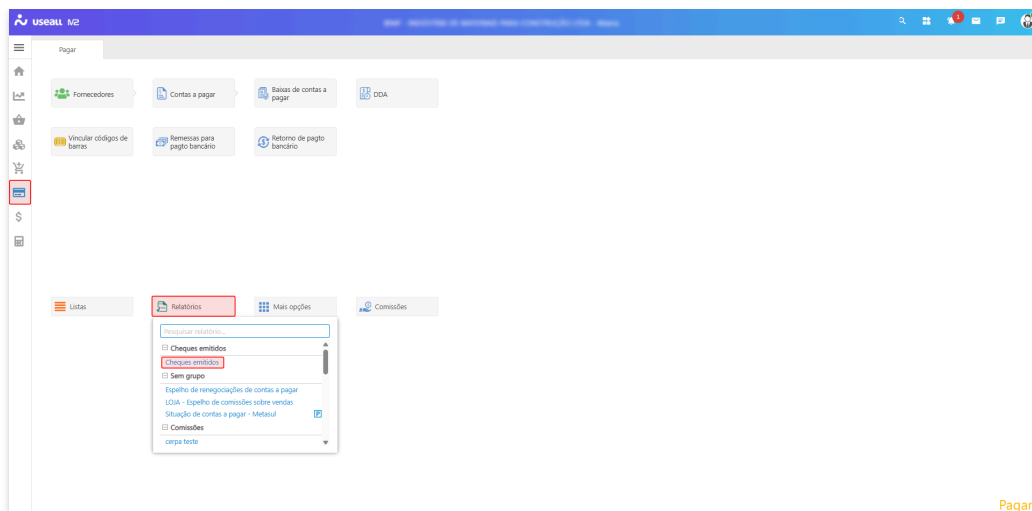 useall M2
1
Pagar
Fornecedores
Contas a pagar
Baixas de contas a
pagar
DDA
Vincular códigos de
barras
Remessas para
pagto bancário
Retorno de pagto
bancário
Listas
Relatórios
Mais opções
Comissões
Pesquisar relatório...
Cheques emitidos
Cheques emitidos
Sem grupo
Espelho de renegociações de contas a pagar
LOJA - Espelho de comissões sobre vendas
Situação de contas a pagar - Metasul
P
Comissões
cerpa teste
Pagar